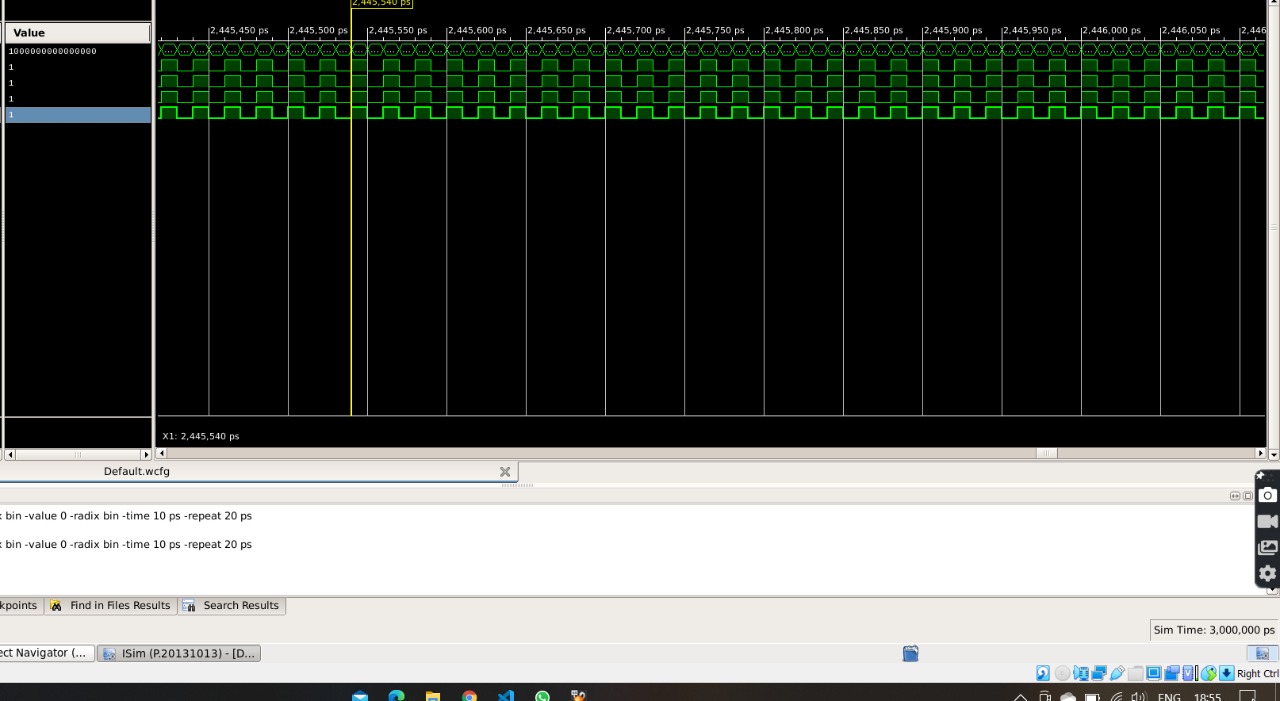 2,445,540 ps
Value
2,445,450 ps 2,445,500 ps 2,445,550 ps 2,445,600 ps 2,445,650 ps 2,445,700 ps 2,445,750 ps 2,445,800 ps 2,445,850 ps 2,445,900 ps 2,445,950 ps 2,446,000 ps 2,446,050 ps 2,446
1000000000000000
1
1
1
1
X1: 2,445,540 ps
Default.wcfg
x bin -value 0 -radix bin -time 10 ps -repeat 20 ps
x bin -value 0 -radix bin -time 10 ps -repeat 20 ps
kpoints Find in Files Results Search Results
Sim Time: 3,000,000 ps
ect Navigator (... ISim (P.20131013) - [D...
Right Ctrl
ENG 18:55